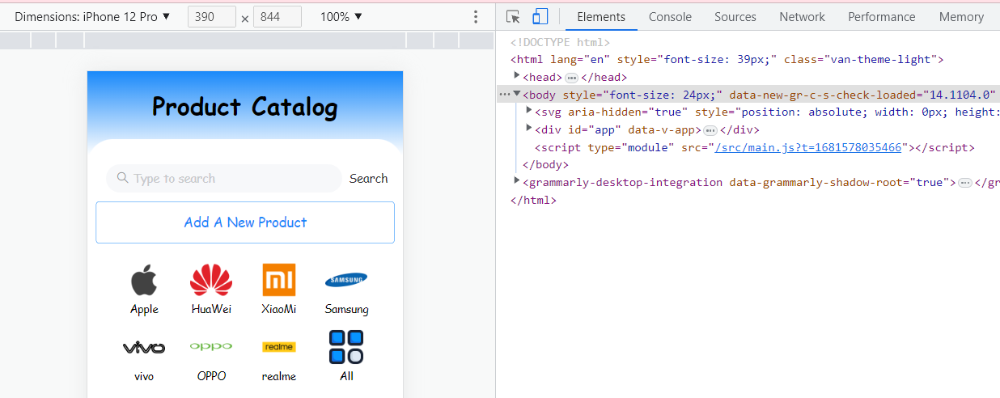 Dimensions: iPhone 12 Pro ▼ 390 × 844 100% ▼
Elements Console Sources Network Performance Memory
Product Catalog
Type to search Search
Add A New Product
Apple HuaWei XiaoMi Samsung
SAMSUNG
vivo oppo realme
vivo OPPO realme All
<!DOCTYPE html>
<html lang="en" style="font-size: 39px;" class="van-theme-light">
▶<head>…</head>
…▼<body style="font-size: 24px;" data-new-gr-c-s-check-loaded="14.1104.0"
▶<svg aria-hidden="true" style="position: absolute; width: 0px; height:
▶<div id="app" data-v-app>…</div>
<script type="module" src="/src/main.js?t=1681578035466"></script>
</body>
▶<grammarly-desktop-integration data-grammarly-shadow-root="true">…</gr
</html>